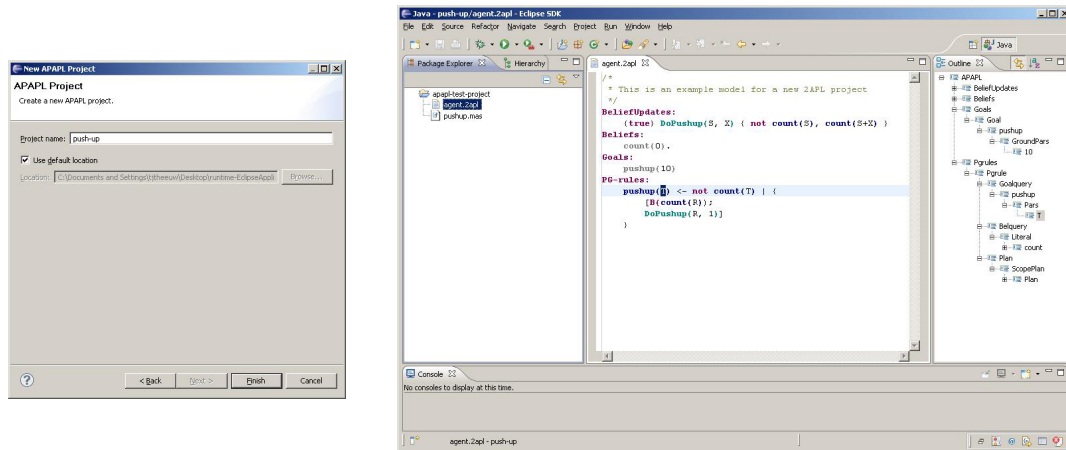 New APAPL Project
APAPL Project
Create a new APAPL project.
Project name: push-up
Use default location
Location: C:\Documents and Settings\tjtheeuw\Desktop\runtime-EclipseAppli Browse...
< Back Next > Finish Cancel
Java - push-up/agent.2apl - Eclipse SDK
File Edit Source Refactor Navigate Search Project Run Window Help
Java
Package Explorer Hierarchy
apapl-test-project
agent.2apl
pushup.mas
agent.2apl
/*
* This is an example model for a new 2APL project
*/
BeliefUpdates:
{true} DoPushup(S, X) { not count(S), count(S+X) }
Beliefs:
count(0).
Goals:
pushup(10)
PG-rules:
pushup(T) <- not count(T) | {
[B(count(R));
DoPushup(R, 1)]
}
Outline
APAPL
BeliefUpdates
Beliefs
Goals
Goal
pushup
GroundPars
10
Pgrules
Pgrule
Goalquery
pushup
Pars
T
Belquery
Literal
count
Plan
ScopePlan
Plan
Console
No consoles to display at this time.
agent.2apl - push-up